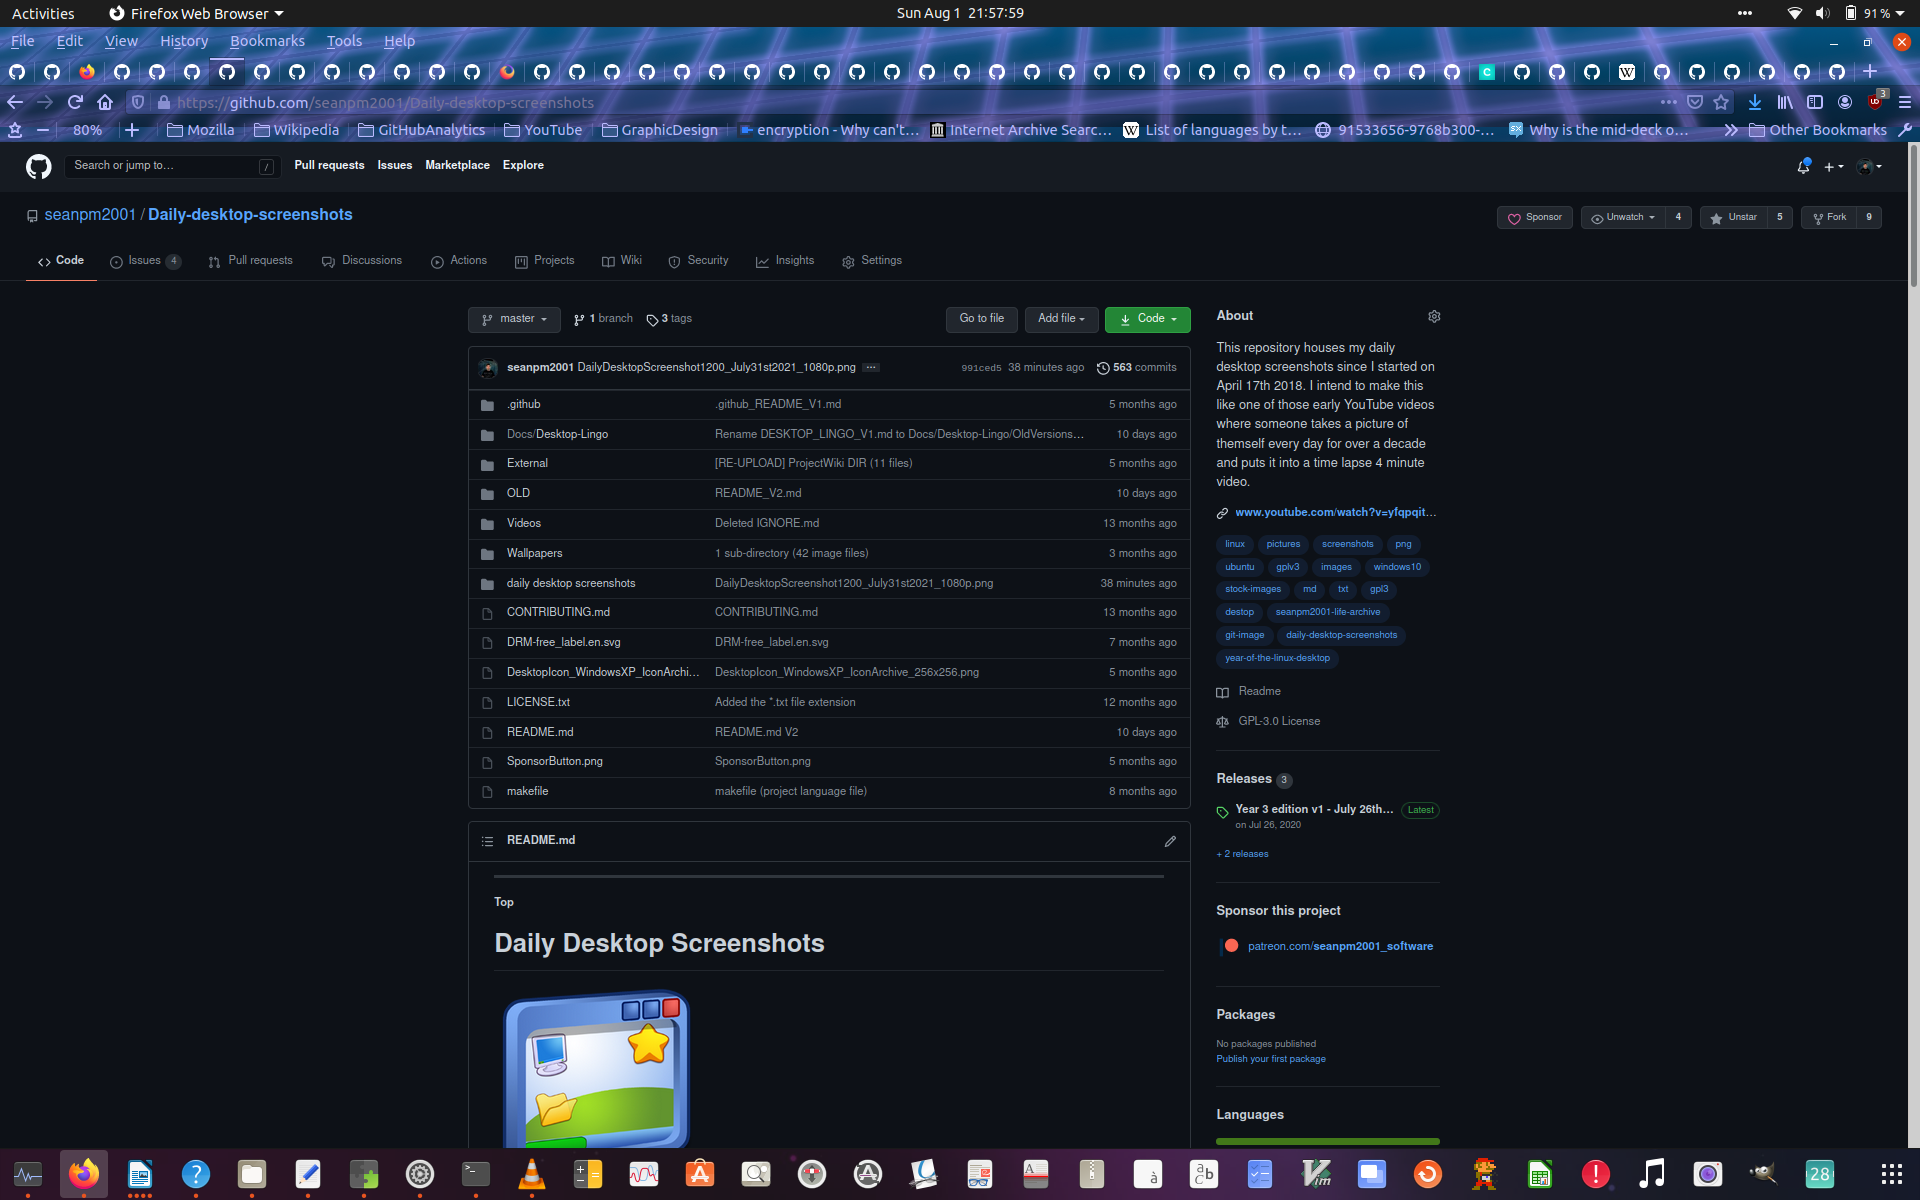 Activities Firefox Web Browser Sun Aug 1 21:57:59 91 %
File Edit View History Bookmarks Tools Help
https://github.com/seanpm2001/Daily-desktop-screenshots 3
80% Mozilla Wikipedia GitHubAnalytics YouTube GraphicDesign encryption - Why can't… Internet Archive Searc… List of languages by t… 91533656-9768b300-… Why is the mid-deck o… Other Bookmarks
Search or jump to… / Pull requests Issues Marketplace Explore
seanpm2001 / Daily-desktop-screenshots Sponsor Unwatch 4 Unstar 5 Fork 9
Code Issues 4 Pull requests Discussions Actions Projects Wiki Security Insights Settings
master 1 branch 3 tags Go to file Add file Code
seanpm2001 DailyDesktopScreenshot1200_July31st2021_1080p.png … 991ced5 38 minutes ago 563 commits
.github .github_README_V1.md 5 months ago
Docs/Desktop-Lingo Rename DESKTOP_LINGO_V1.md to Docs/Desktop-Lingo/OldVersions… 10 days ago
External [RE-UPLOAD] ProjectWiki DIR (11 files) 5 months ago
OLD README_V2.md 10 days ago
Videos Deleted IGNORE.md 13 months ago
Wallpapers 1 sub-directory (42 image files) 3 months ago
daily desktop screenshots DailyDesktopScreenshot1200_July31st2021_1080p.png 38 minutes ago
CONTRIBUTING.md CONTRIBUTING.md 13 months ago
DRM-free_label.en.svg DRM-free_label.en.svg 7 months ago
DesktopIcon_WindowsXP_IconArchi… DesktopIcon_WindowsXP_IconArchive_256x256.png 5 months ago
LICENSE.txt Added the *.txt file extension 12 months ago
README.md README.md V2 10 days ago
SponsorButton.png SponsorButton.png 5 months ago
makefile makefile (project language file) 8 months ago
README.md
Top
Daily Desktop Screenshots
About
This repository houses my daily
desktop screenshots since I started on
April 17th 2018. I intend to make this
like one of those early YouTube videos
where someone takes a picture of
themself every day for over a decade
and puts it into a time lapse 4 minute
video.
www.youtube.com/watch?v=yfqpqit…
linux pictures screenshots png
ubuntu gplv3 images windows10
stock-images md txt gpl3
destop seanpm2001-life-archive
git-image daily-desktop-screenshots
year-of-the-linux-desktop
Readme
GPL-3.0 License
Releases 3
Year 3 edition v1 - July 26th… Latest
on Jul 26, 2020
+ 2 releases
Sponsor this project
patreon.com/seanpm2001_software
Packages
No packages published
Publish your first package
Languages
28